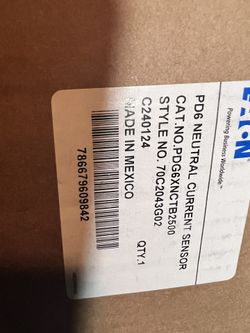 EATON
Powering Business Worldwide™
PD6 NEUTRAL CURRENT SENSOR
CAT.NO.PDG6XNCTB2500
STYLE NO. 70C2043G02
C240124
MADE IN MEXICO
QTY.1
786679609842